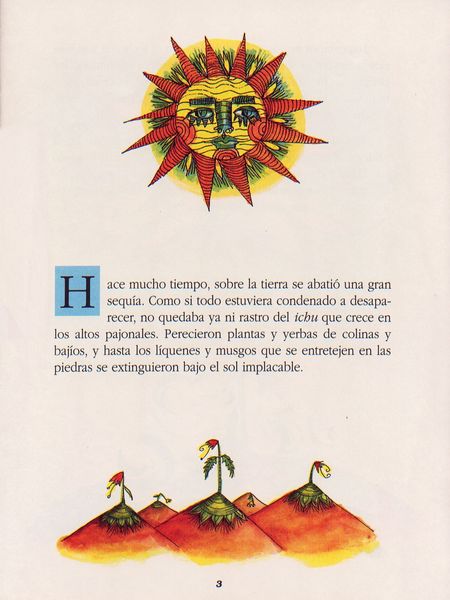 Hace mucho tiempo, sobre la tierra se abatió una gran
sequía. Como si todo estuviera condenado a desapa-
recer, no quedaba ya ni rastro del ichu que crece en
los altos pajonales. Perecieron plantas y yerbas de colinas y
bajíos, y hasta los líquenes y musgos que se entretejen en las
piedras se extinguieron bajo el sol implacable.
3